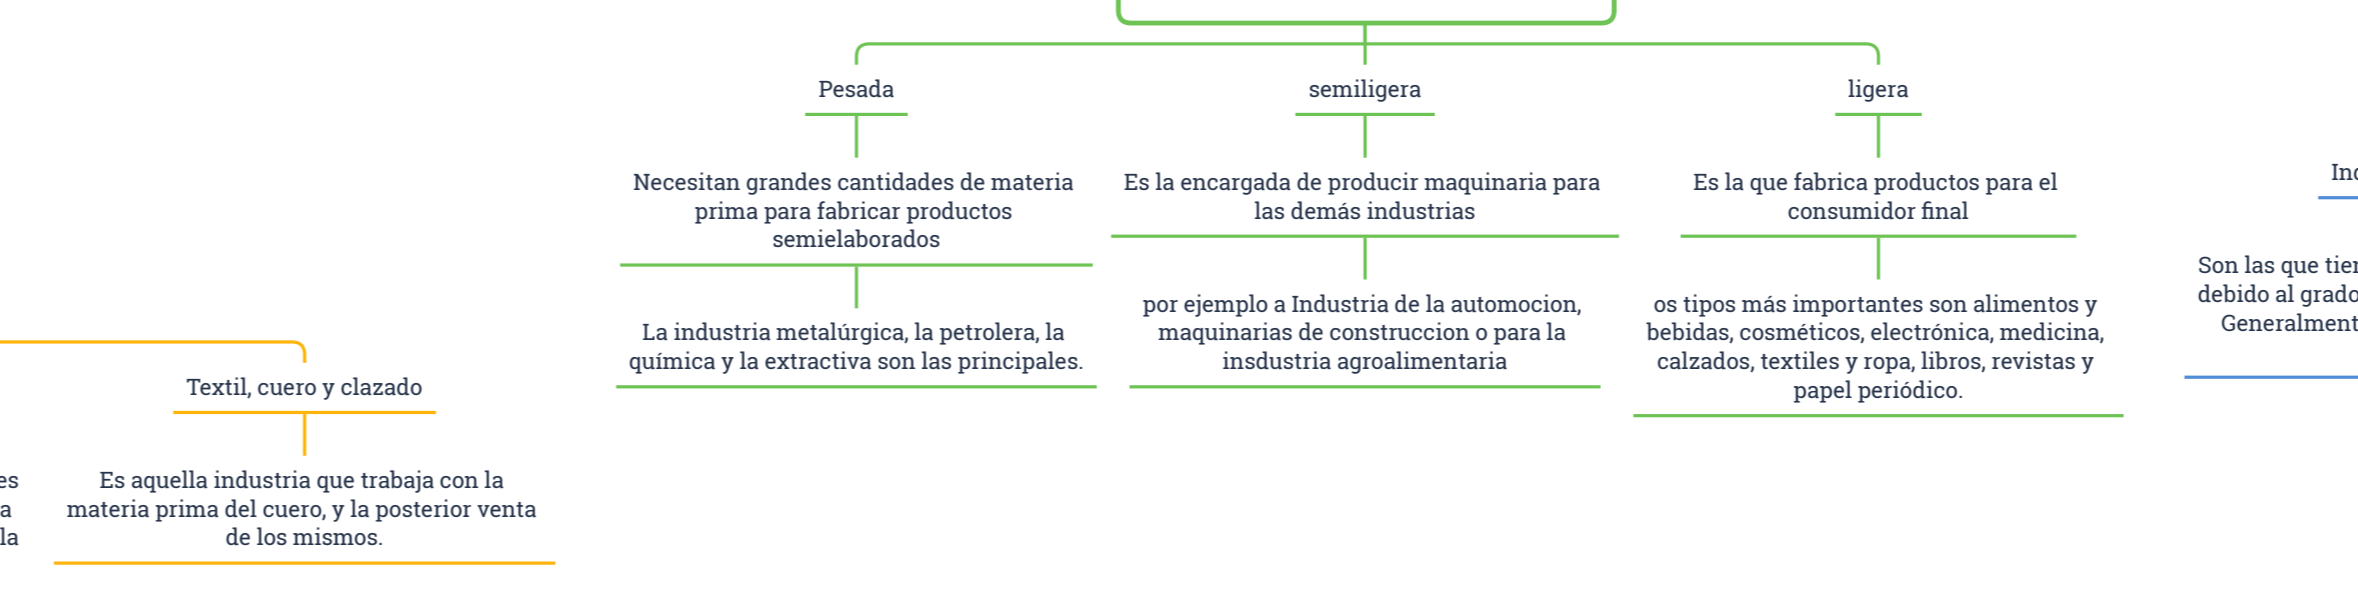 Pesada
Necesitan grandes cantidades de materia
prima para fabricar productos
semielaborados
La industria metalúrgica, la petrolera, la
química y la extractiva son las principales.
semiligera
Es la encargada de producir maquinaria para
las demás industrias
por ejemplo a Industria de la automocion,
maquinarias de construccion o para la
insdustria agroalimentaria
ligera
Es la que fabrica productos para el
consumidor final
os tipos más importantes son alimentos y
bebidas, cosméticos, electrónica, medicina,
calzados, textiles y ropa, libros, revistas y
papel periódico.
Textil, cuero y clazado
Es aquella industria que trabaja con la
materia prima del cuero, y la posterior venta
de los mismos.
es
a
la
Son las que
debido al